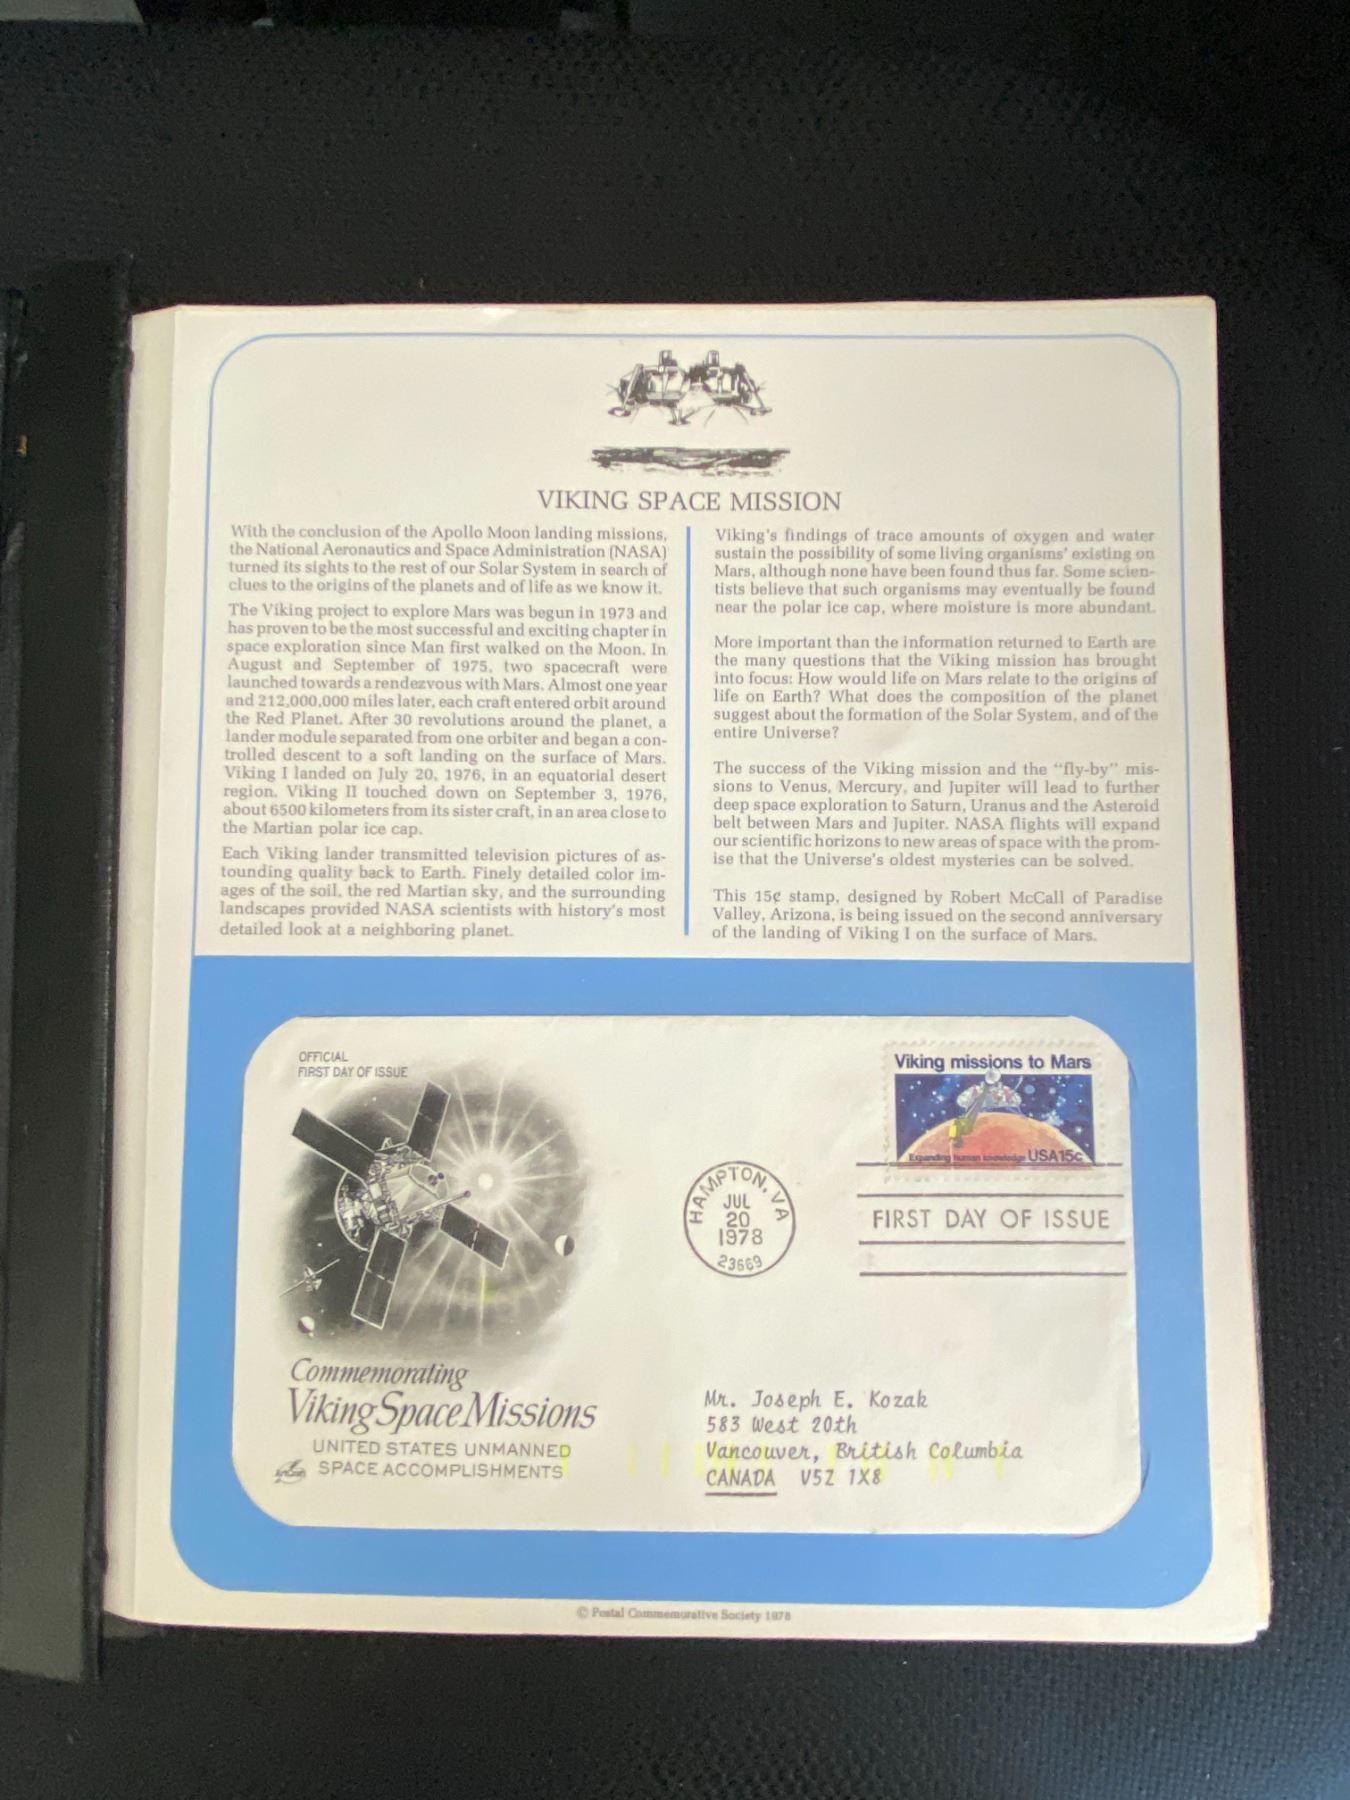 VIKING SPACE MISSION
With the conclusion of the Apollo Moon landing missions,
the National Aeronautics and Space Administration (NASA)
turned its sights to the rest of our Solar System in search of
clues to the origins of the planets and of life as we know it.
The Viking project to explore Mars was begun in 1973 and
has proven to be the most successful and exciting chapter in
space exploration since Man first walked on the Moon. In
August and September of 1975, two spacecraft were
launched towards a rendezvous with Mars. Almost one year
and 212,000,000 miles later, each craft entered orbit around
the Red Planet. After 30 revolutions around the planet, a
lander module separated from one orbiter and began a con-
trolled descent to a soft landing on the surface of Mars.
Viking I landed on July 20, 1976, in an equatorial desert
region. Viking II touched down on September 3, 1976,
about 6500 kilometers from its sister craft, in an area close to
the Martian polar ice cap.
Each Viking lander transmitted television pictures of as-
tounding quality back to Earth. Finely detailed color im-
ages of the soil, the red Martian sky, and the surrounding
landscapes provided NASA scientists with history's most
detailed look at a neighboring planet.
Viking's findings of trace amounts of oxygen and water
sustain the possibility of some living organisms' existing on
Mars, although none have been found thus far. Some scien-
tists believe that such organisms may eventually be found
near the polar ice cap, where moisture is more abundant.
More important than the information returned to Earth are
the many questions that the Viking mission has brought
into focus: How would life on Mars relate to the origins of
life on Earth? What does the composition of the planet
suggest about the formation of the Solar System, and of the
entire Universe?
The success of the Viking mission and the "fly-by" mis-
sions to Venus, Mercury, and Jupiter will lead to further
deep space exploration to Saturn, Uranus and the Asteroid
belt between Mars and Jupiter. NASA flights will expand
our scientific horizons to new areas of space with the prom-
ise that the Universe's oldest mysteries can be solved.
This 15¢ stamp, designed by Robert McCall of Paradise
Valley, Arizona, is being issued on the second anniversary
of the landing of Viking I on the surface of Mars.
OFFICIAL
FIRST DAY OF ISSUE
Viking missions to Mars
Expanding human knowledge USA 15c
HAMPTON, VA
JUL
20
1978
23669
FIRST DAY OF ISSUE
Commemorating
Viking Space Missions
UNITED STATES UNMANNED
SPACE ACCOMPLISHMENTS
Mr. Joseph E. Kozak
583 West 20th
Vancouver, British Columbia
CANADA V5Z 1X8
© Postal Commemorative Society 1978